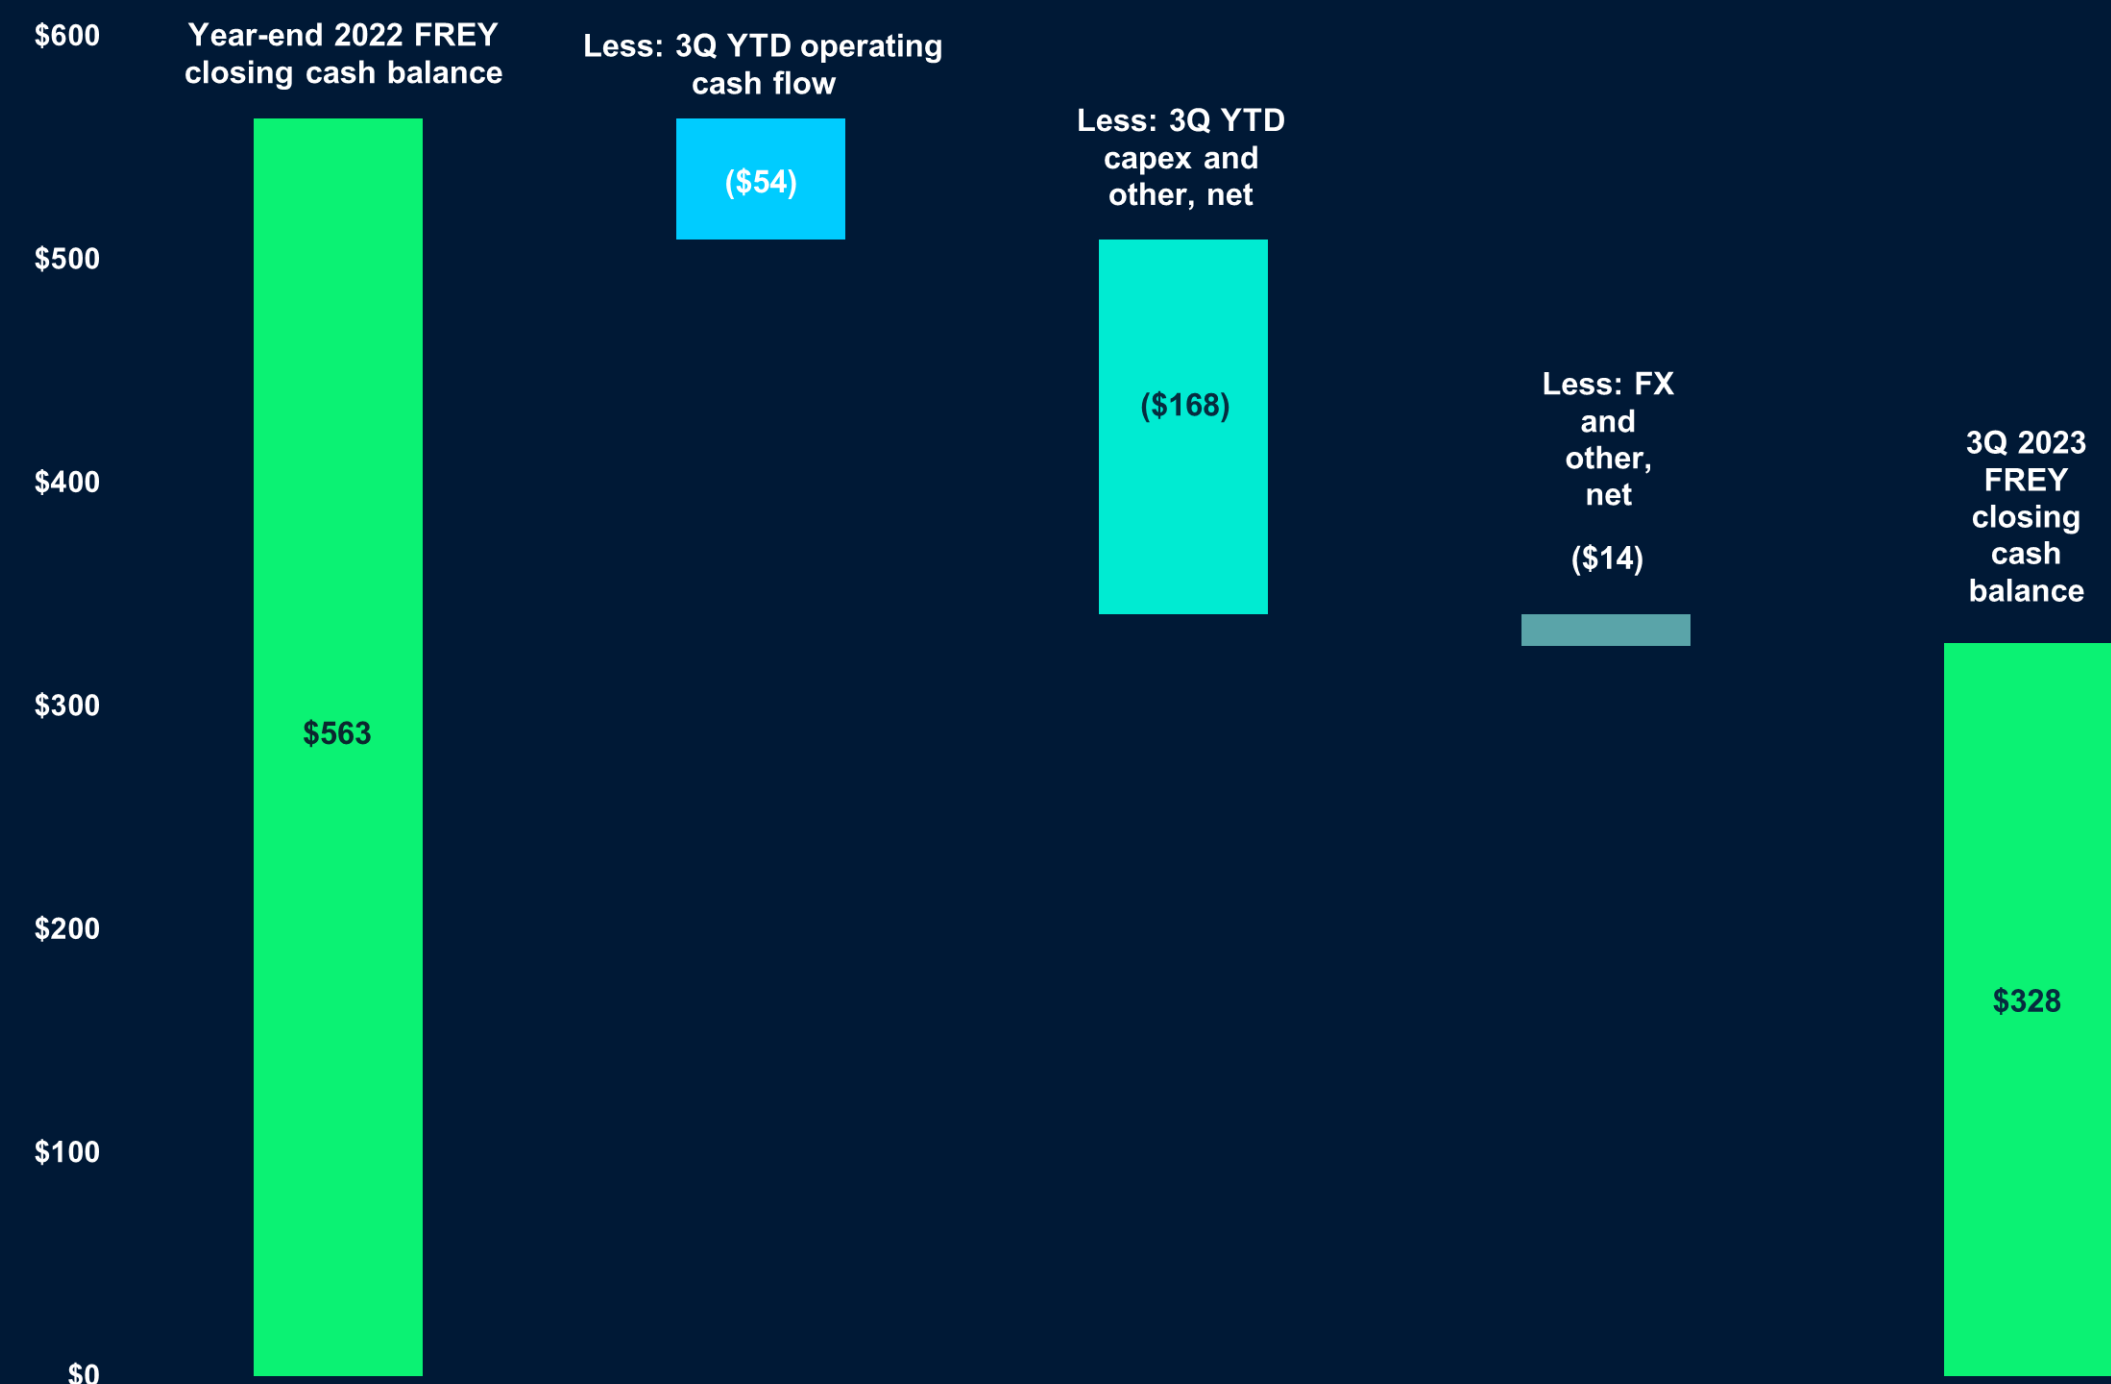 $600
$500
$400
$300
$200
$100
$0
Year-end 2022 FREY
closing cash balance
$563
Less: 3Q YTD operating
cash flow
($54)
Less: 3Q YTD
capex and
other, net
($168)
Less: FX
and
other,
net
($14)
3Q 2023
FREY
closing
cash
balance
$328